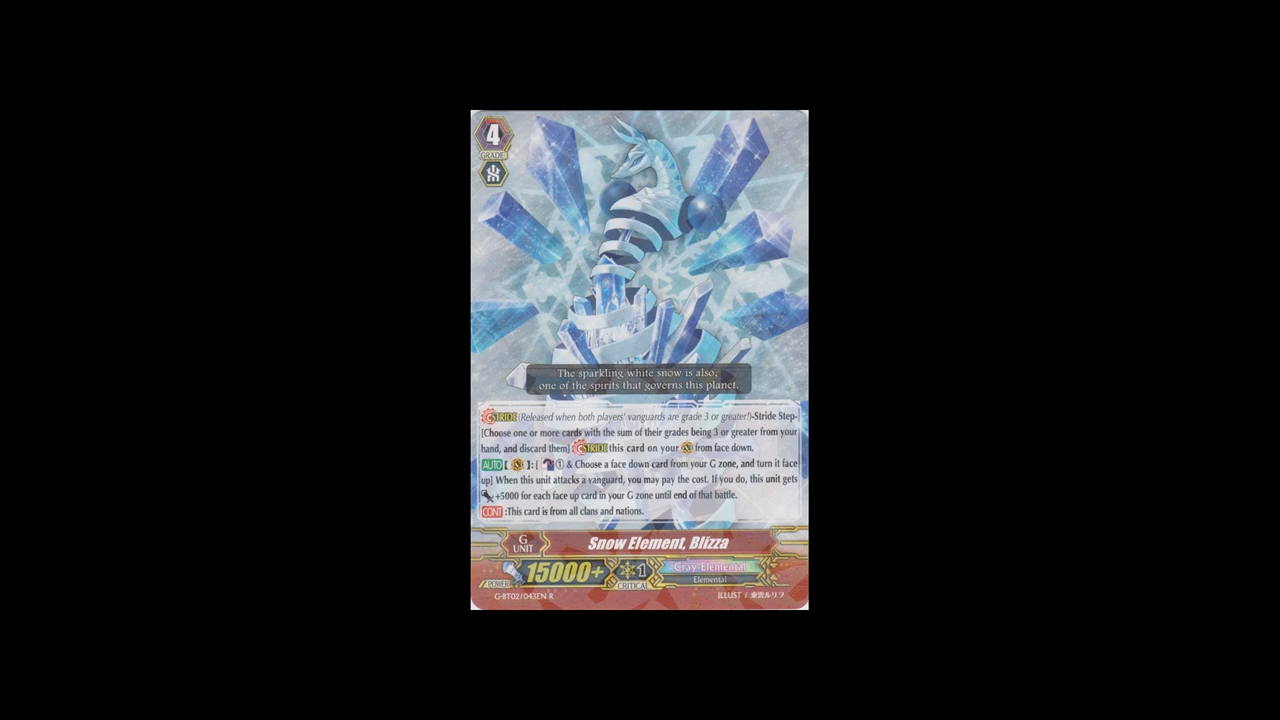 4
GRADE
The sparkling white snow is also,
one of the spirits that governs this planet.
STRIDE (Released when both players' vanguards are grade 3 or greater!)-Stride Step-
[Choose one or more cards with the sum of their grades being 3 or greater from your
hand, and discard them] STRIDE this card on your from face down.
AUTO [ ]:[ 1 & Choose a face down card from your G zone, and turn it face
up] When this unit attacks a vanguard, you may pay the cost. If you do, this unit gets
+5000 for each face up card in your G zone until end of that battle.
CONT :This card is from all clans and nations.
G
UNIT
Snow Element, Blizza
POWER 15000+ 1 CRITICAL
Cray Elemental
Elemental
G-BT02/043EN R ILLUST / 東雲ルリヲ